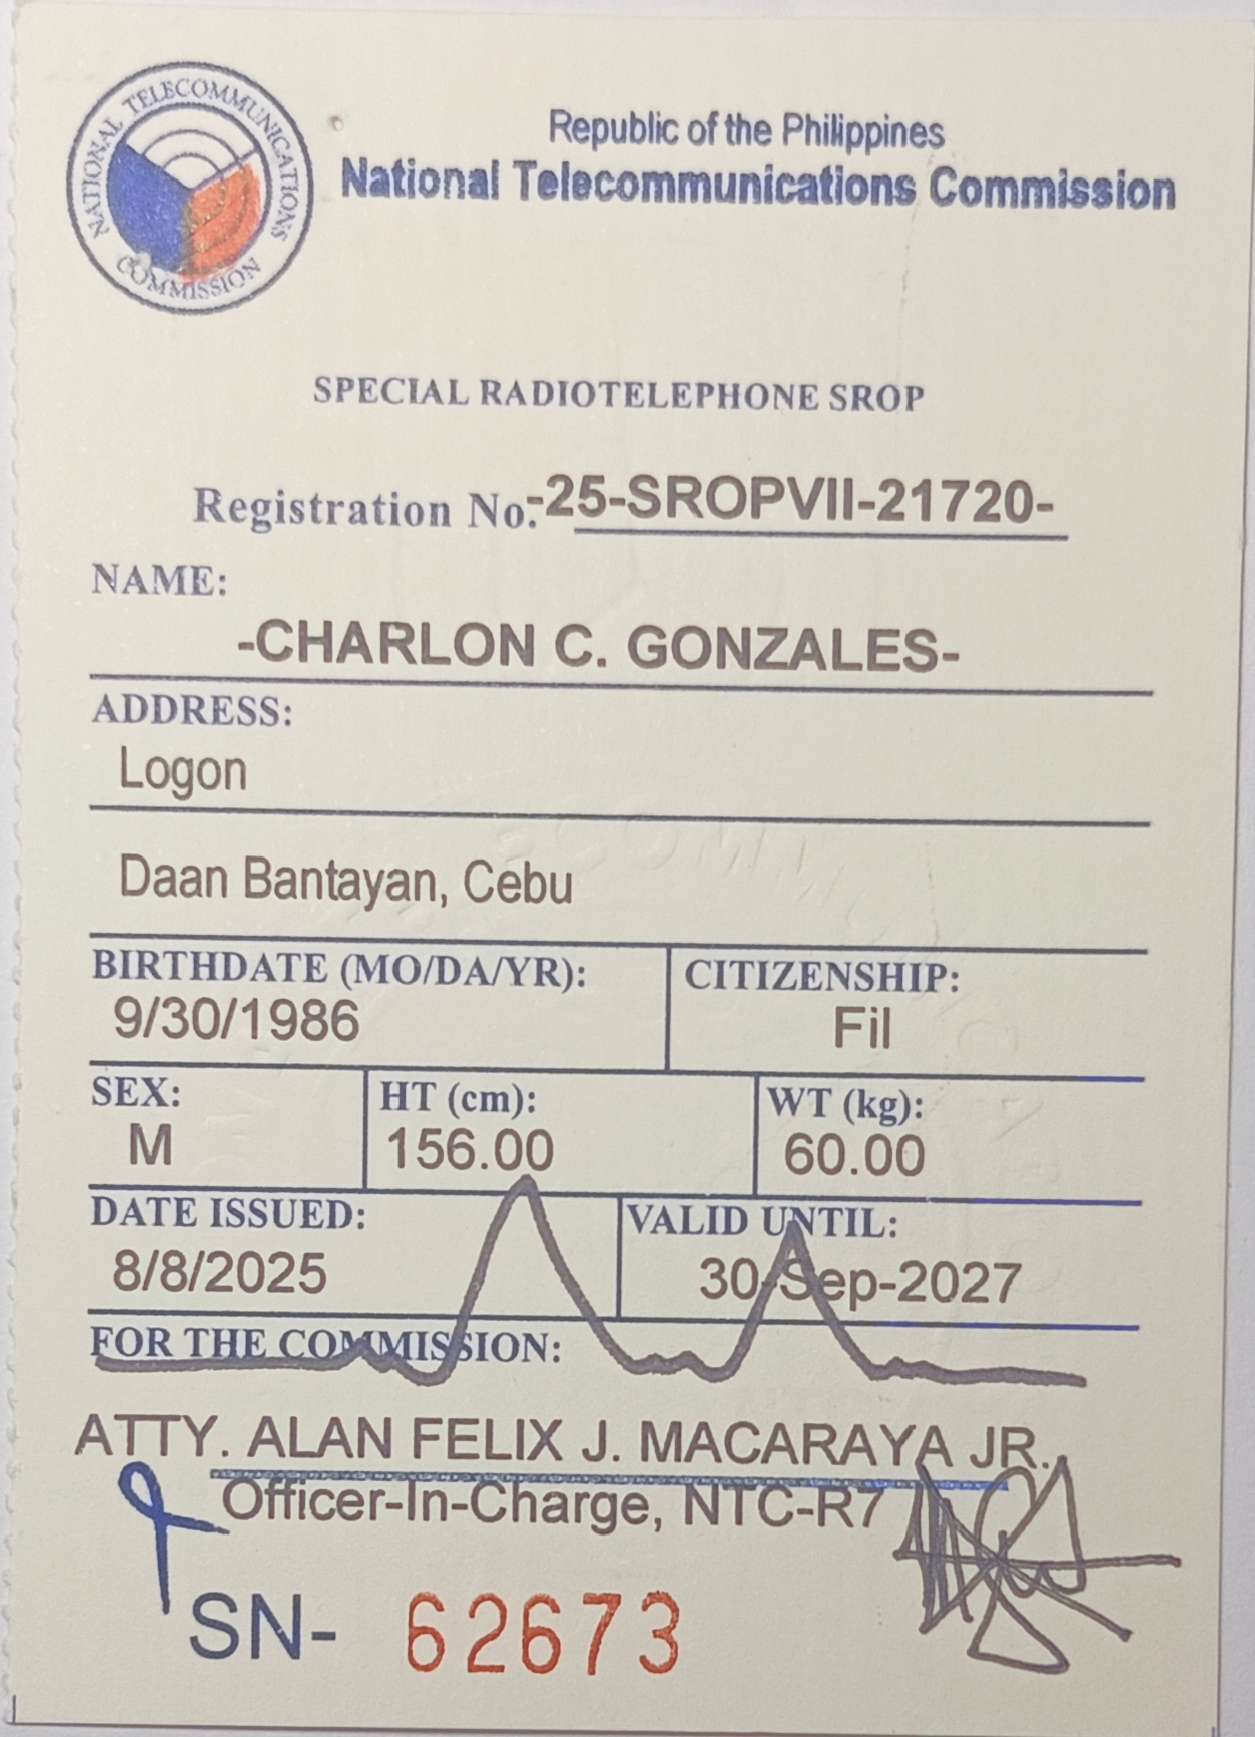 NATIONAL TELECOMMUNICATIONS COMMISSION
Republic of the Philippines
National Telecommunications Commission
SPECIAL RADIOTELEPHONE SROP
Registration No.-25-SROPVII-21720-
NAME:
-CHARLON C. GONZALES-
ADDRESS:
Logon
Daan Bantayan, Cebu
BIRTHDATE (MO/DA/YR): CITIZENSHIP:
9/30/1986 Fil
SEX: HT (cm): WT (kg):
M 156.00 60.00
DATE ISSUED: VALID UNTIL:
8/8/2025 30-Sep-2027
FOR THE COMMISSION:
ATTY. ALAN FELIX J. MACARAYA JR.
Officer-In-Charge, NTC-R7
SN- 62673